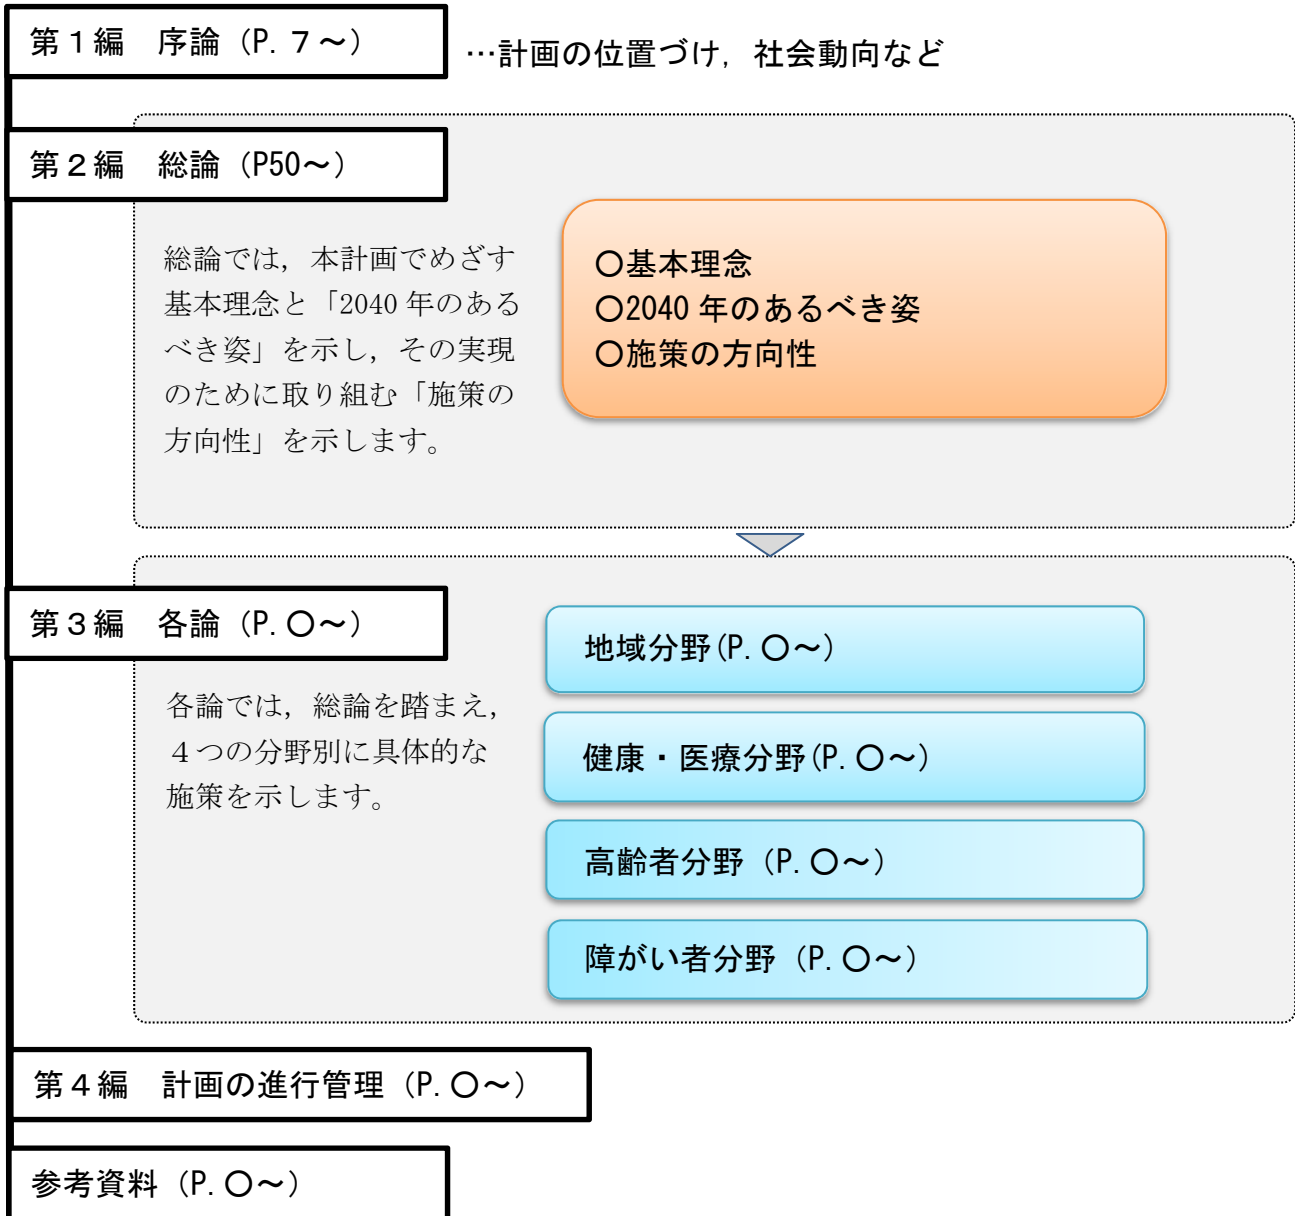 第１編　序論（P. 7～）
…計画の位置づけ，社会動向など
第２編　総論（P50～）
総論では，本計画でめざす
基本理念と「2040 年のある
べき姿」を示し，その実現
のために取り組む「施策の
方向性」を示します。
〇基本理念
〇2040 年のあるべき姿
〇施策の方向性
第３編　各論（P. 〇～）
各論では，総論を踏まえ，
４つの分野別に具体的な
施策を示します。
地域分野(P. 〇～)
健康・医療分野(P. 〇～)
高齢者分野（P. 〇～）
障がい者分野（P. 〇～）
第４編　計画の進行管理（P. 〇～）
参考資料（P. 〇～）